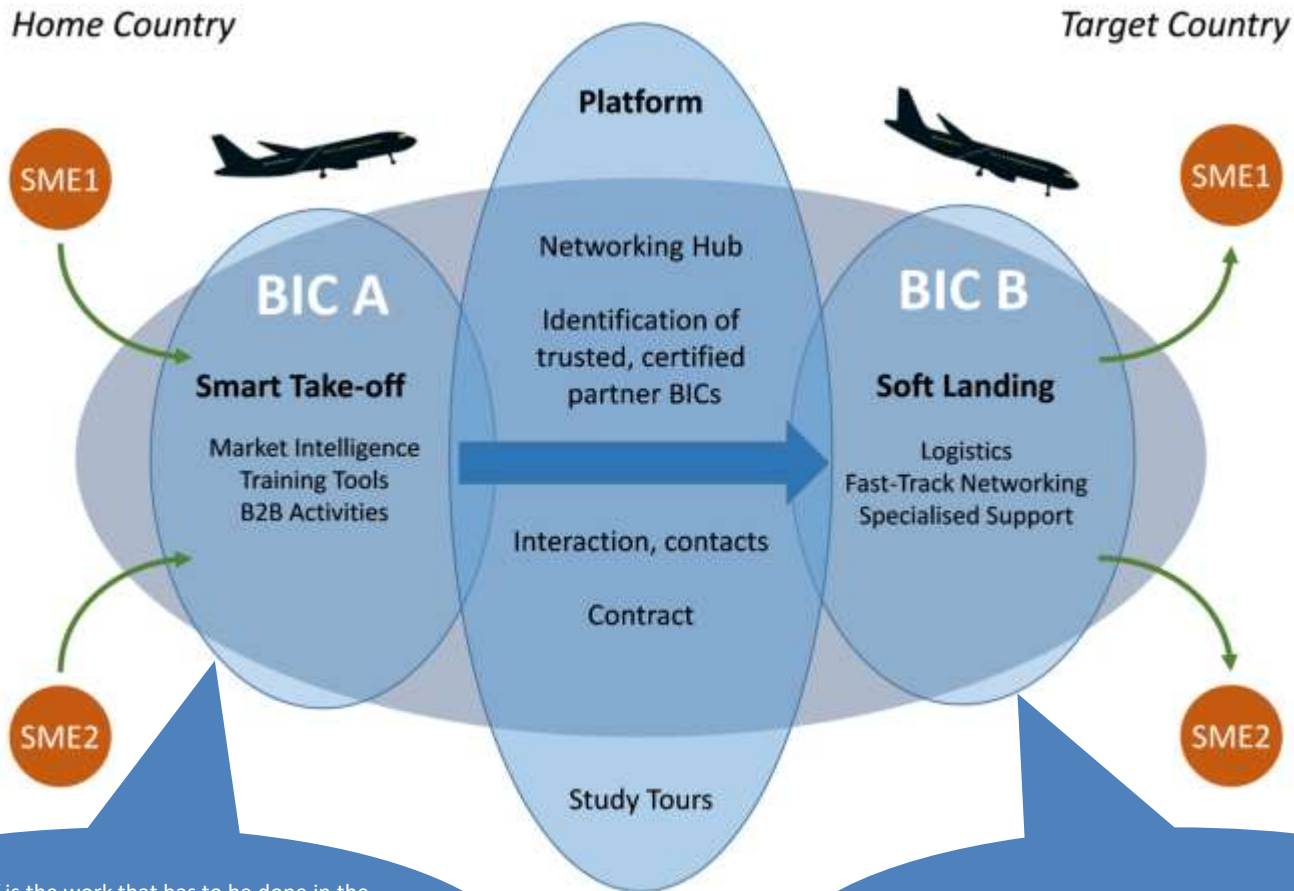 Home Country
Target Country
Platform
SME1
SME1
Networking Hub
BIC A
BIC B
Identification of
trusted, certified
partner BICs
Smart Take-off
Soft Landing
Market Intelligence
Training Tools
B2B Activities
Logistics
Fast-Track Networking
Specialised Support
Interaction, contacts
Contract
SME2
SME2
Study Tours
is the work that has to be done in the